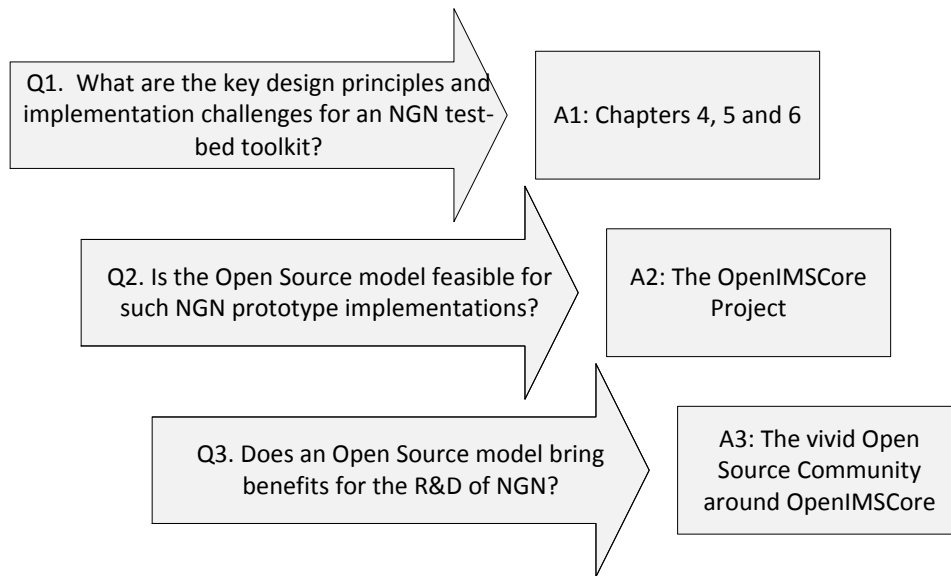 Q1.  What are the key design principles and
implementation challenges for an NGN test-
bed toolkit?
A1: Chapters 4, 5 and 6
Q2. Is the Open Source model feasible for
such NGN prototype implementations?
A2: The OpenIMSCore
Project
Q3. Does an Open Source model bring
benefits for the R&D of NGN?
A3: The vivid Open
Source Community
around OpenIMSCore